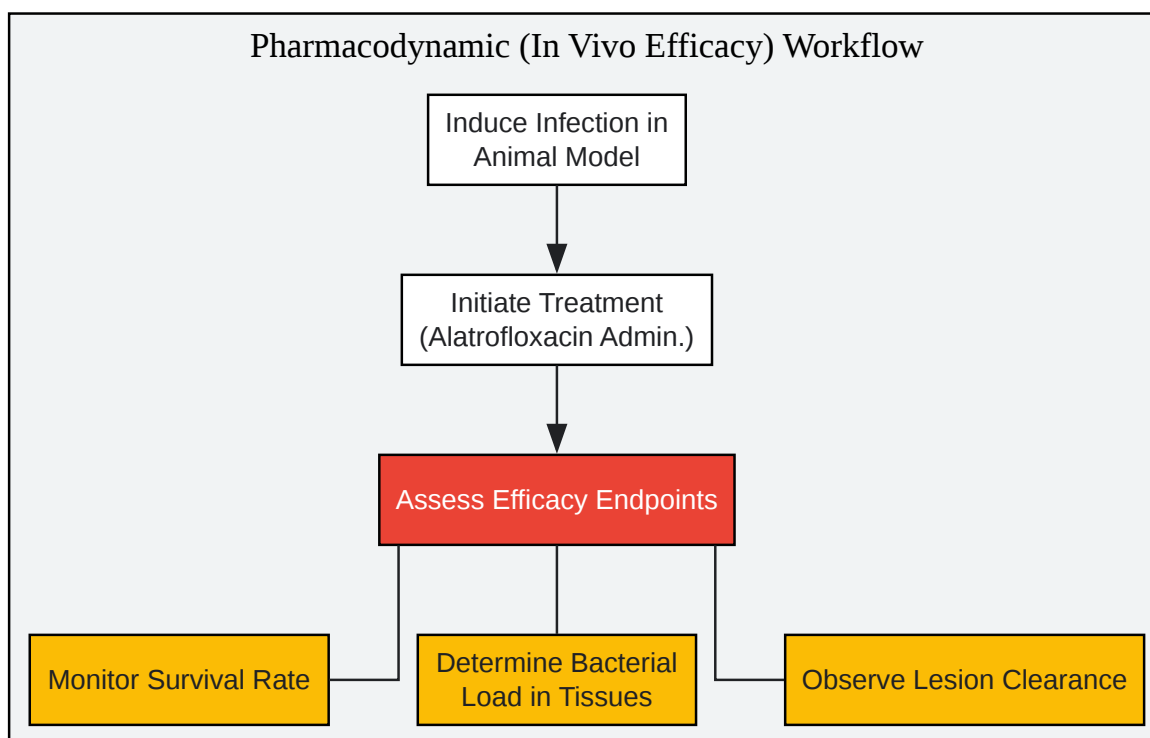 Pharmacodynamic (In Vivo Efficacy) Workflow
Induce Infection in
Animal Model
Initiate Treatment
(Alatrofloxacin Admin.)
Assess Efficacy Endpoints
Monitor Survival Rate
Determine Bacterial
Load in Tissues
Observe Lesion Clearance